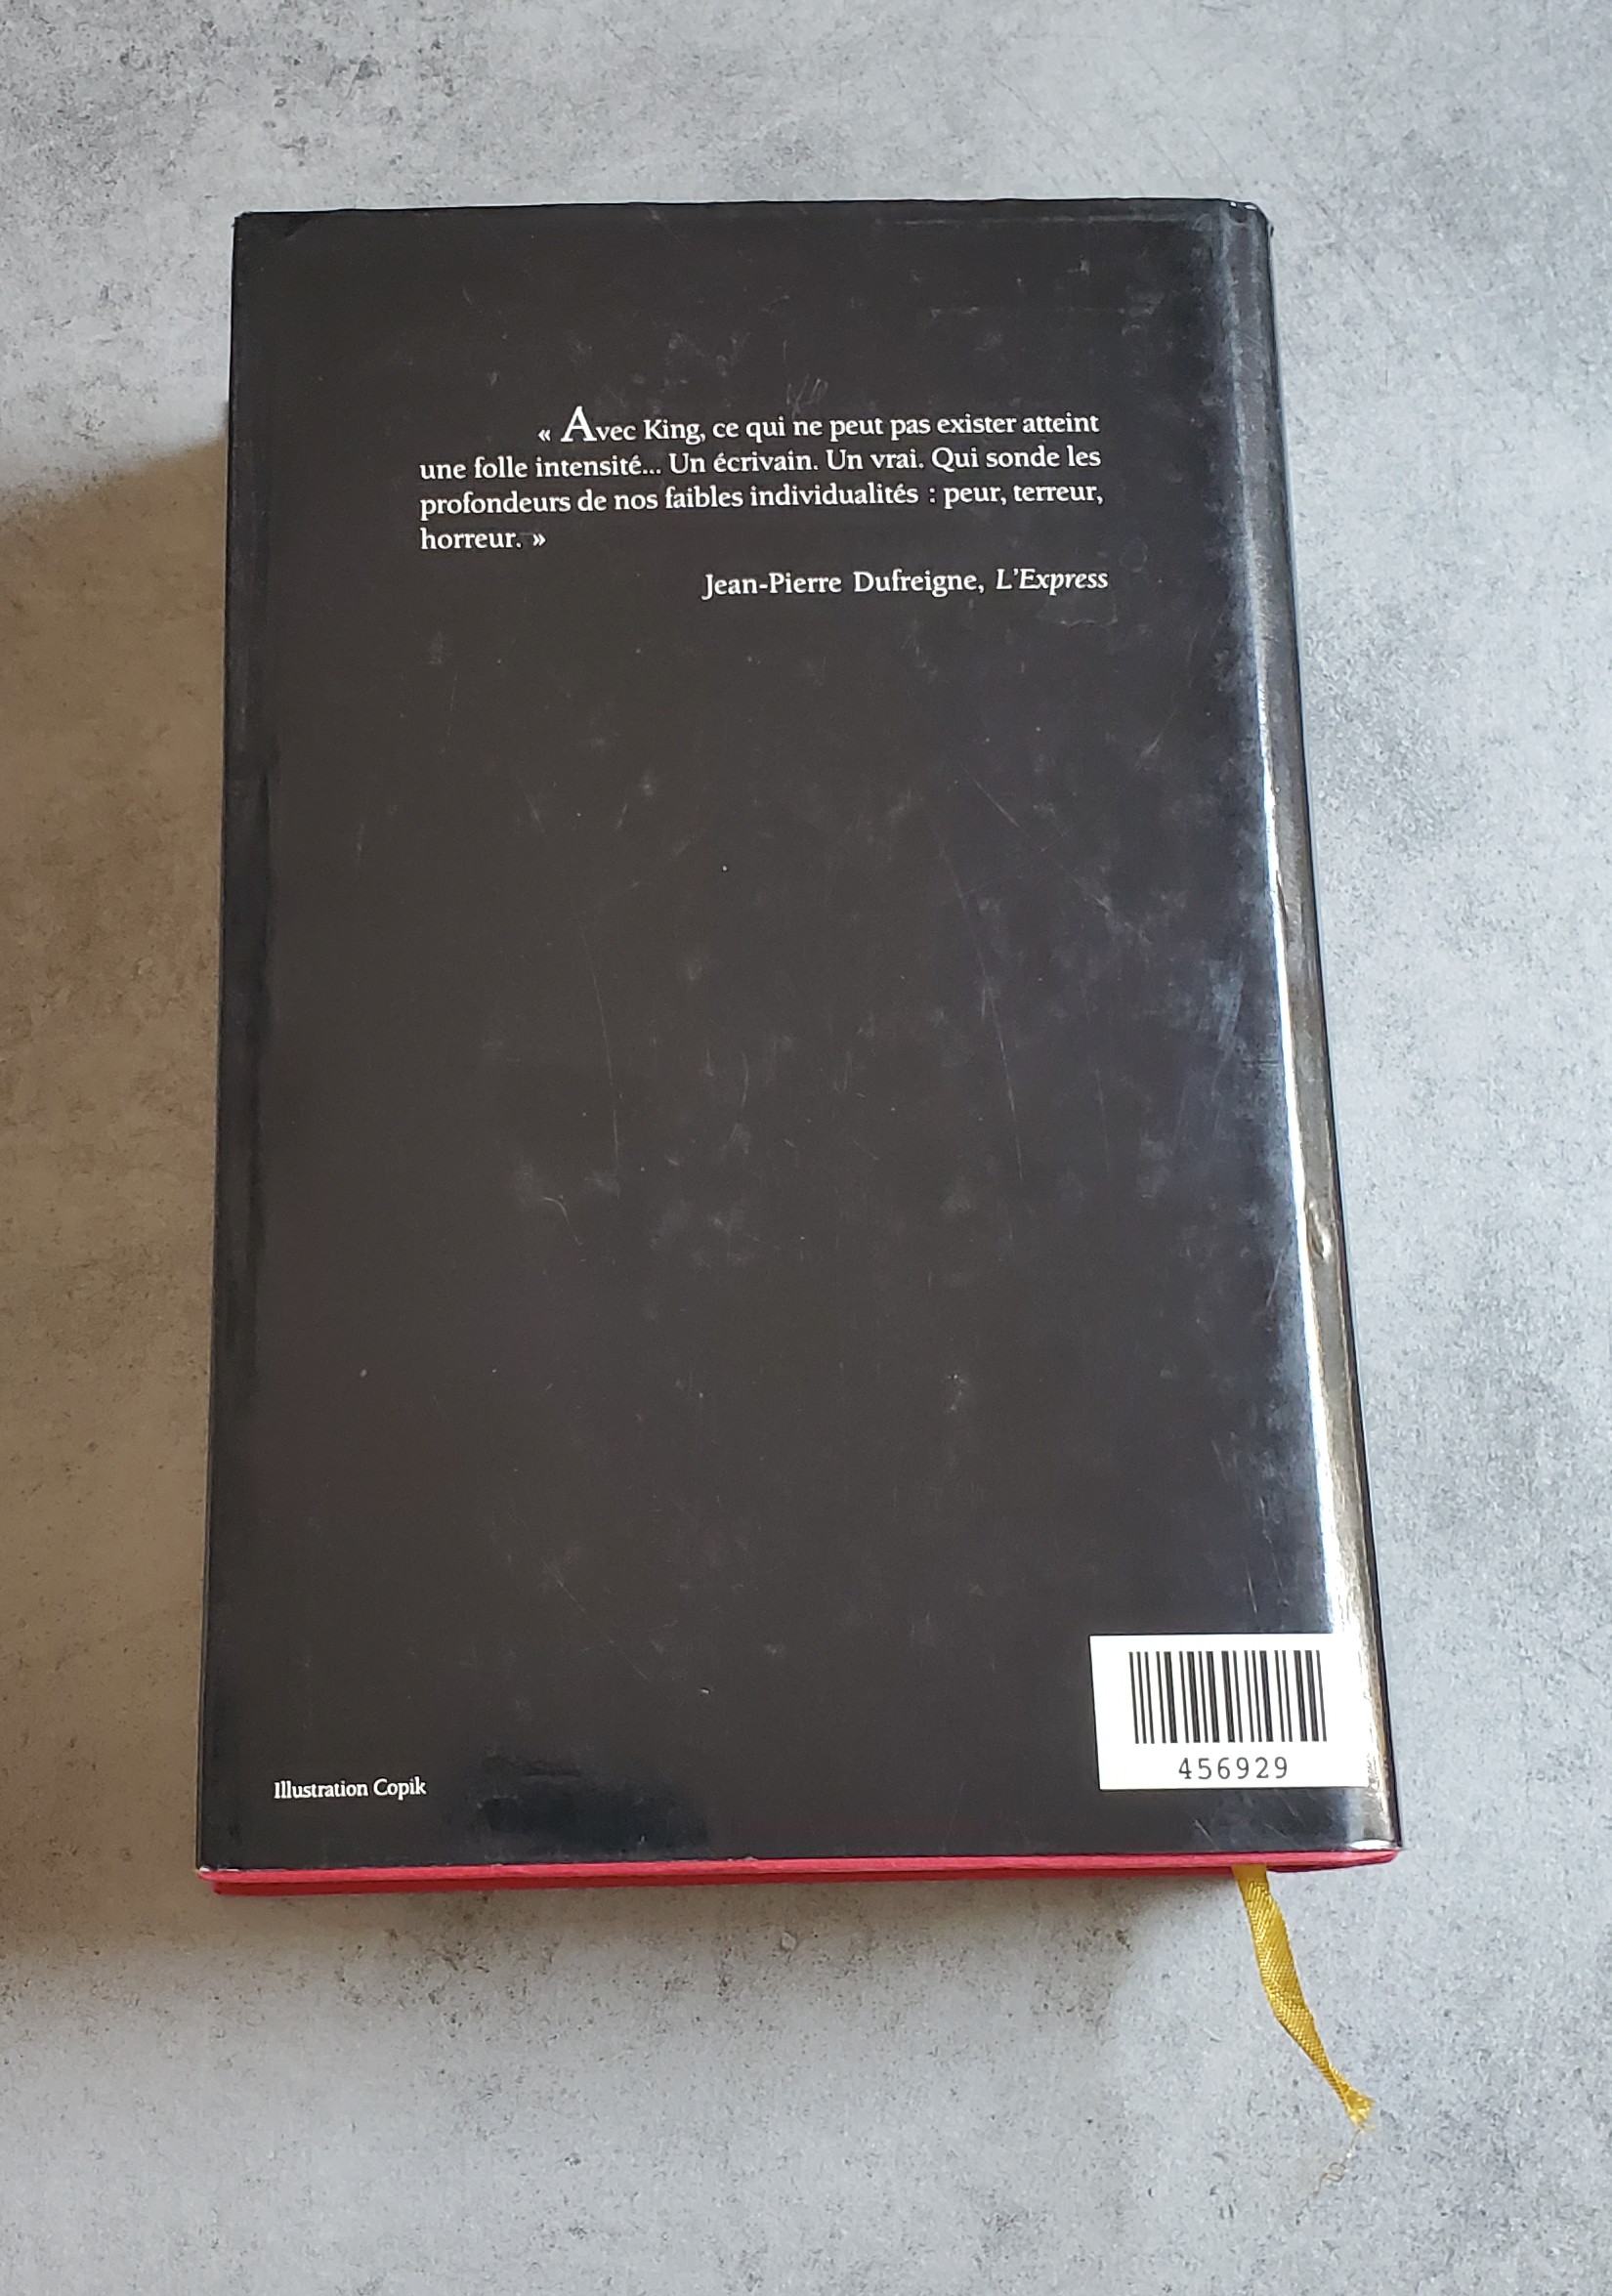 « Avec King, ce qui ne peut pas exister atteint
une folle intensité... Un écrivain. Un vrai. Qui sonde les
profondeurs de nos faibles individualités : peur, terreur,
horreur. »
Jean-Pierre Dufreigne, L'Express
456929
Illustration Copik